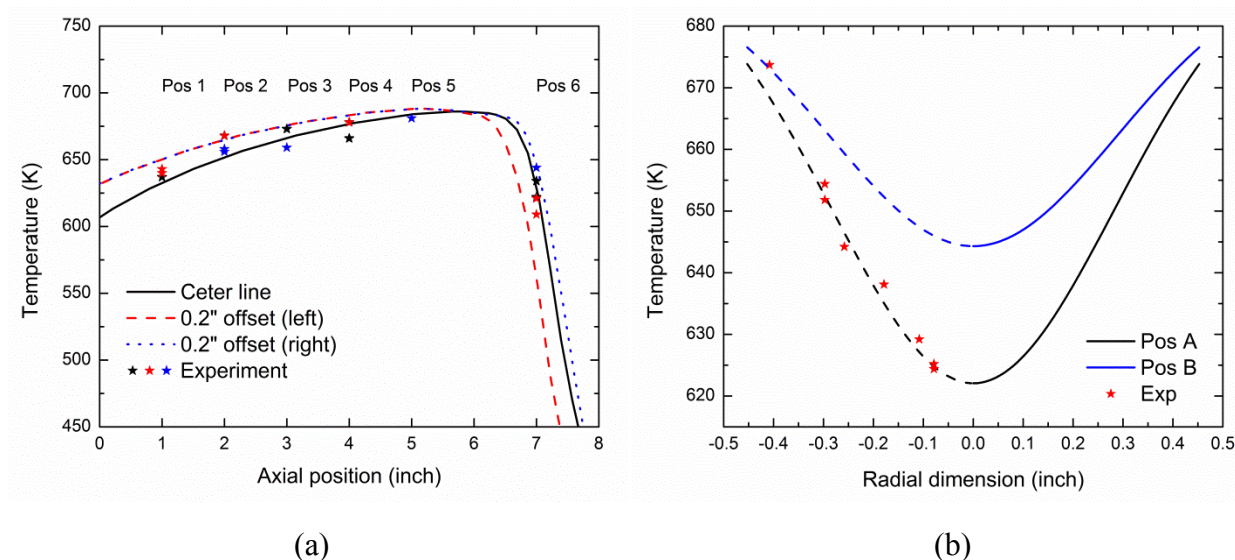 750
700
650
600
550
500
450
Temperature (K)
Pos 1 Pos 2 Pos 3 Pos 4 Pos 5 Pos 6
Ceter line
0.2" offset (left)
0.2" offset (right)
Experiment
0 1 2 3 4 5 6 7 8
Axial position (inch)
(a)
680
670
660
650
640
630
620
Temperature (K)
Pos A
Pos B
Exp
-0.5 -0.4 -0.3 -0.2 -0.1 0.0 0.1 0.2 0.3 0.4 0.5
Radial dimension (inch)
(b)